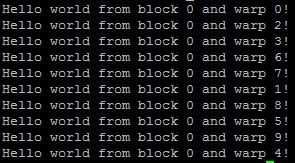 Hello world from block 0 and warp 0!
Hello world from block 0 and warp 2!
Hello world from block 0 and warp 3!
Hello world from block 0 and warp 6!
Hello world from block 0 and warp 7!
Hello world from block 0 and warp 1!
Hello world from block 0 and warp 8!
Hello world from block 0 and warp 5!
Hello world from block 0 and warp 9!
Hello world from block 0 and warp 4!